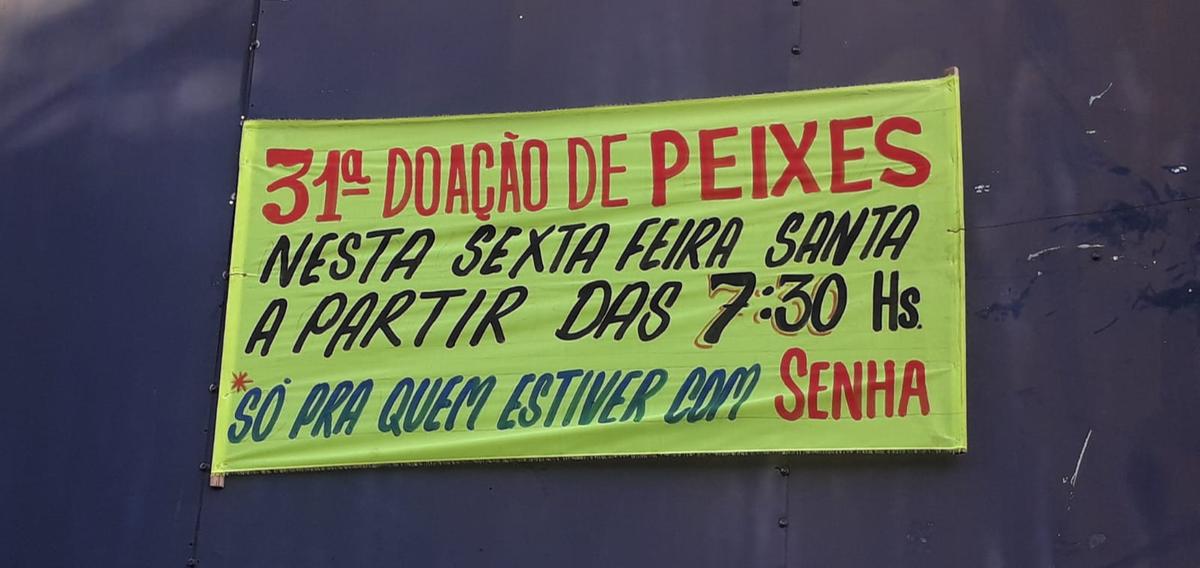 31ª DOAÇÃO DE PEIXES
NESTA SEXTA FEIRA SANTA
A PARTIR DAS 7:30 Hs.
*SÓ PRA QUEM ESTIVER COM SENHA